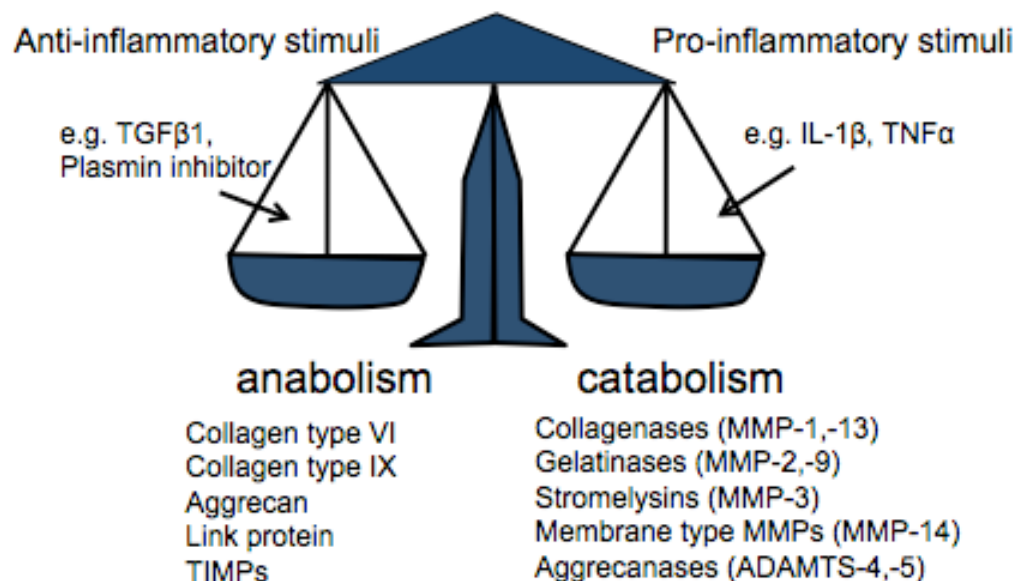 Anti-inflammatory stimuli
Pro-inflammatory stimuli
e.g. TGFβ1,
Plasmin inhibitor
e.g. IL-1β, TNFα
anabolism
Collagen type VI
Collagen type IX
Aggrecan
Link protein
TIMPs
catabolism
Collagenases (MMP-1,-13)
Gelatinases (MMP-2,-9)
Stromelysins (MMP-3)
Membrane type MMPs (MMP-14)
Aggrecanases (ADAMTS-4,-5)